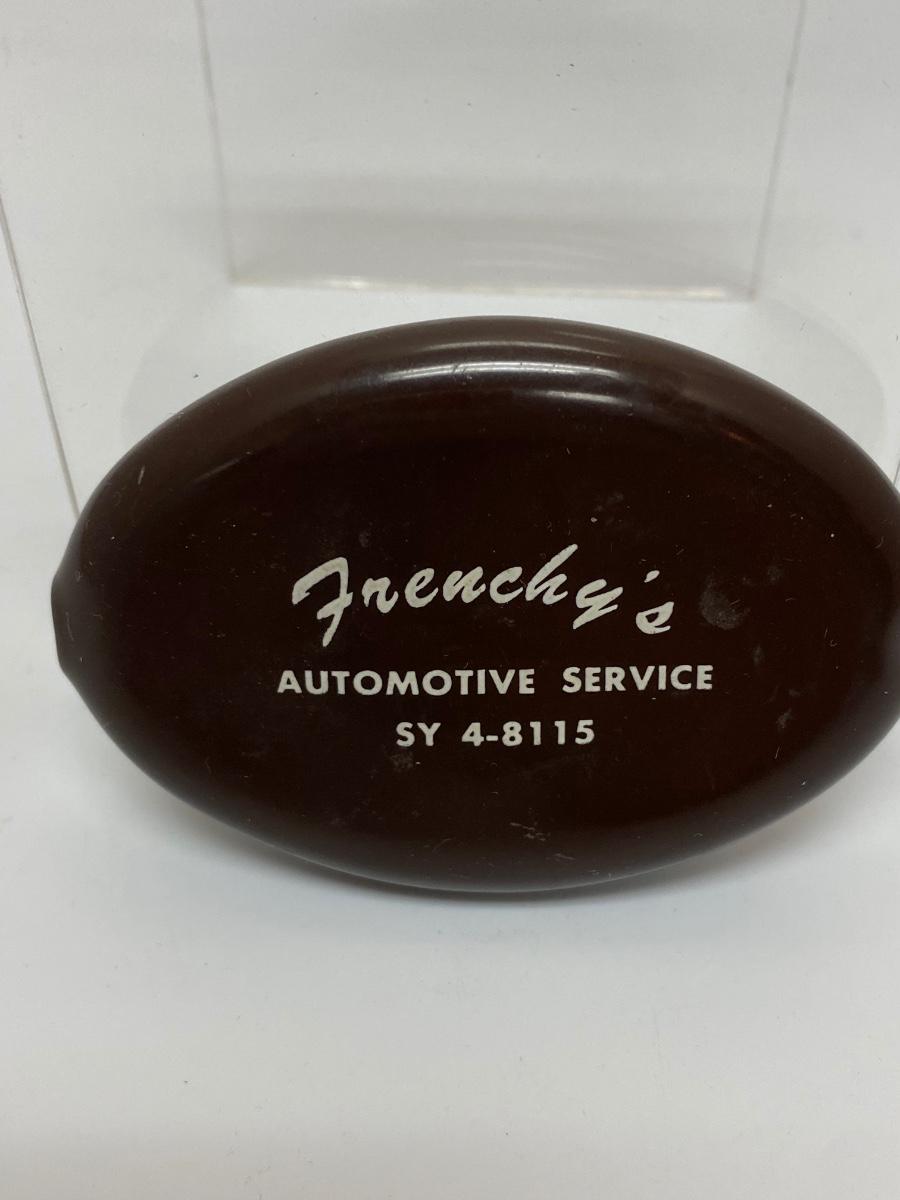 Frenchy's
AUTOMOTIVE SERVICE
SY 4-8115